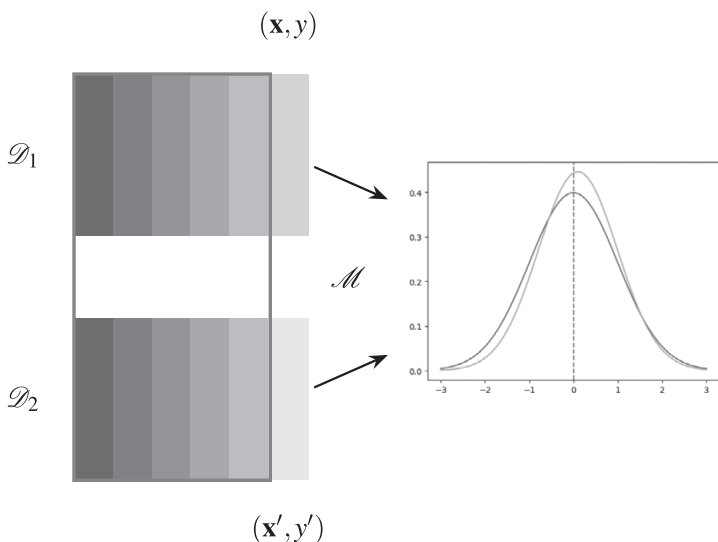 (𝐱, y)
𝒟₁
ℳ
𝒟₂
(𝐱′, y′)
0.4
0.3
0.2
0.1
0.0
−3 −2 −1 0 1 2 3